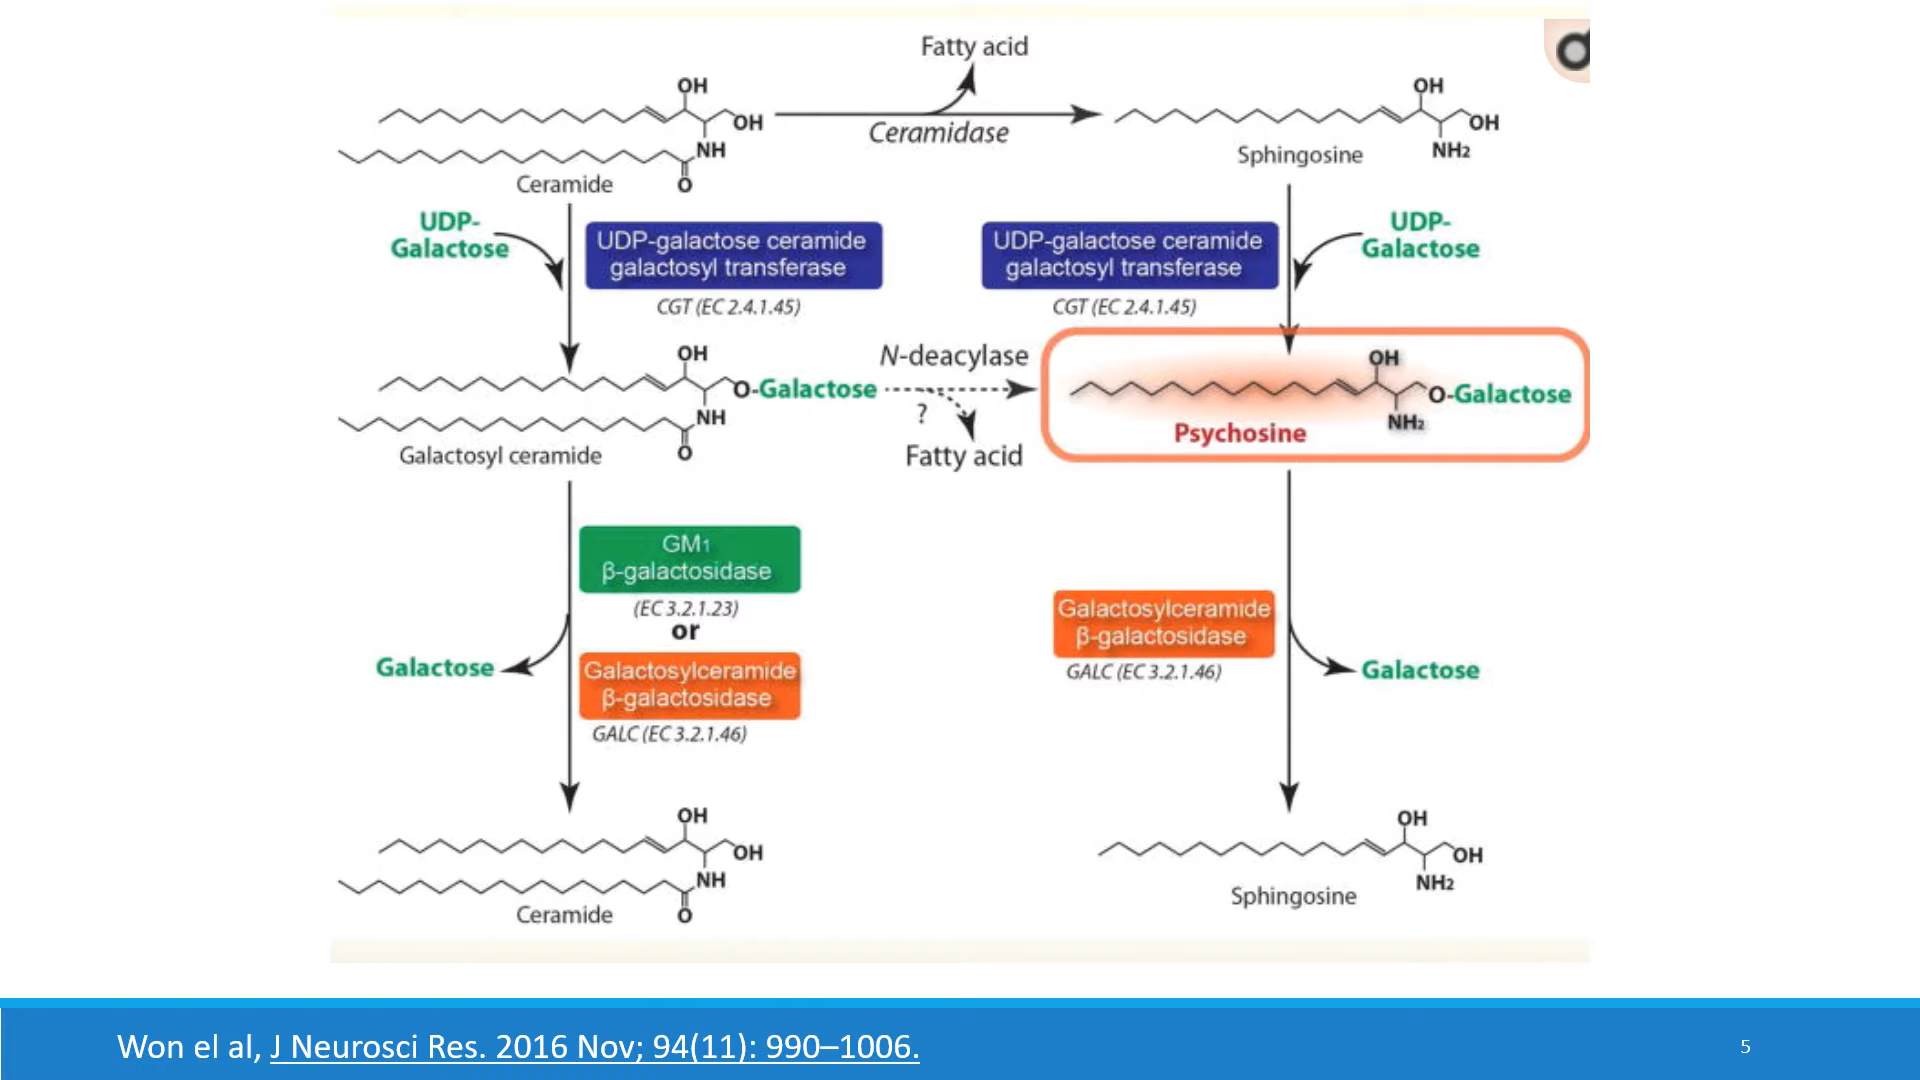 Fatty acid
OH
OH
NH
O
Ceramide
Ceramidase
OH
OH
NH2
Sphingosine
UDP-
Galactose
UDP-galactose ceramide
galactosyl transferase
CGT (EC 2.4.1.45)
UDP-galactose ceramide
galactosyl transferase
CGT (EC 2.4.1.45)
UDP-
Galactose
OH
O-Galactose
NH
O
Galactosyl ceramide
N-deacylase
?
Fatty acid
OH
O-Galactose
NH2
Psychosine
GM1
β-galactosidase
(EC 3.2.1.23)
or
Galactosylceramide
β-galactosidase
GALC (EC 3.2.1.46)
Galactose
Galactosylceramide
β-galactosidase
GALC (EC 3.2.1.46)
Galactose
OH
OH
NH
O
Ceramide
OH
OH
NH2
Sphingosine
Won el al, J Neurosci Res. 2016 Nov; 94(11): 990–1006.
5